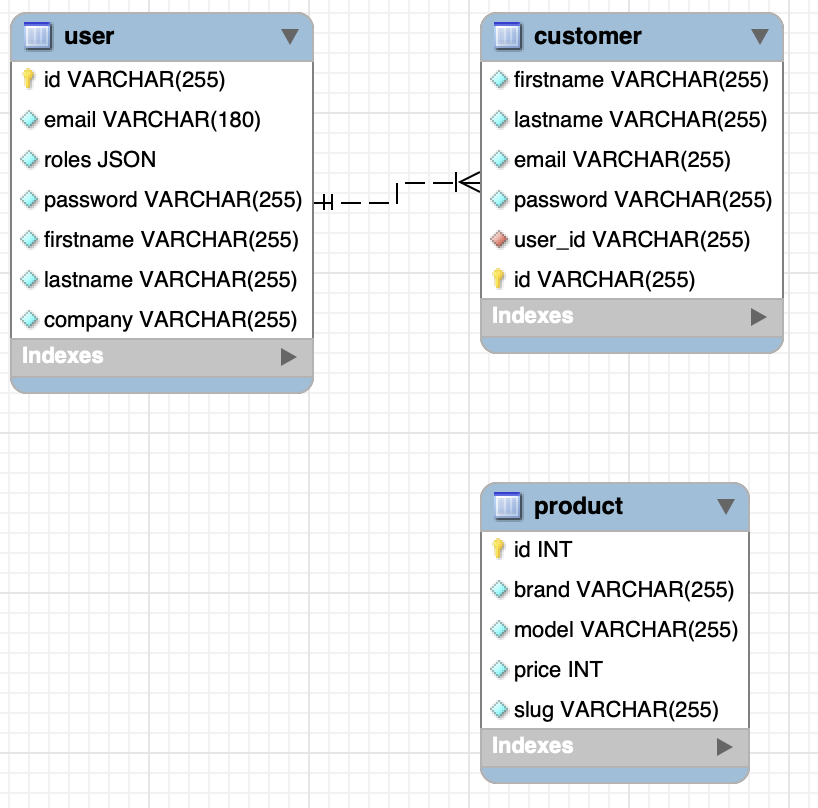 user
id VARCHAR(255)
email VARCHAR(180)
roles JSON
password VARCHAR(255)
firstname VARCHAR(255)
lastname VARCHAR(255)
company VARCHAR(255)
Indexes
customer
firstname VARCHAR(255)
lastname VARCHAR(255)
email VARCHAR(255)
password VARCHAR(255)
user_id VARCHAR(255)
id VARCHAR(255)
Indexes
product
id INT
brand VARCHAR(255)
model VARCHAR(255)
price INT
slug VARCHAR(255)
Indexes